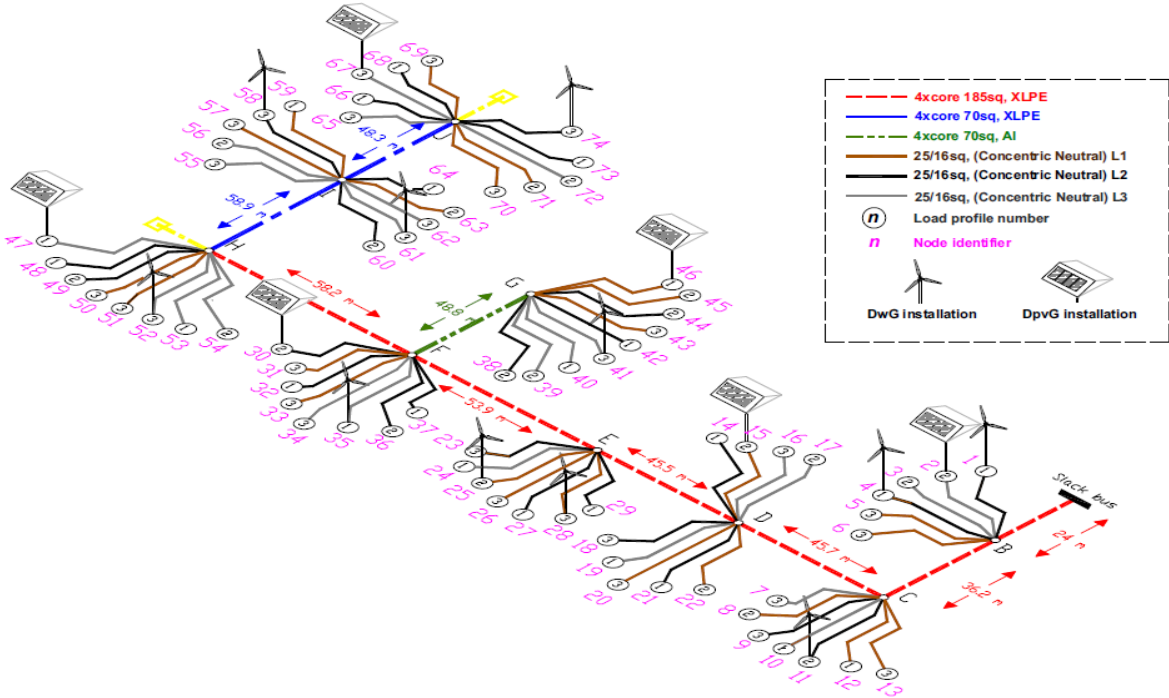 4xcore 185sq, XLPE
4xcore 70sq, XLPE
4xcore 70sq, Al
25/16sq, (Concentric Neutral) L1
25/16sq, (Concentric Neutral) L2
25/16sq, (Concentric Neutral) L3
n Load profile number
n Node identifier
DwG installation
DpvG installation
69
68
67
66
65
48.3 m
J
74
73
72
71
70
59
58
57
56
55
58.9 m
64
63
62
61
60
47
48
49
50
51
52
53
54
H
58.2 m
48.8 m
G
46
45
44
43
42
41
40
39
38
F
30
31
32
33
34
35
36
37
53.9 m
E
23
24
25
26
27
28
29
45.5 m
14
15
16
17
D
18
19
20
21
22
45.7 m
1
2
3
4
5
6
B
Slack bus
24 m
36.2 m
C
7
8
9
10
11
12
13